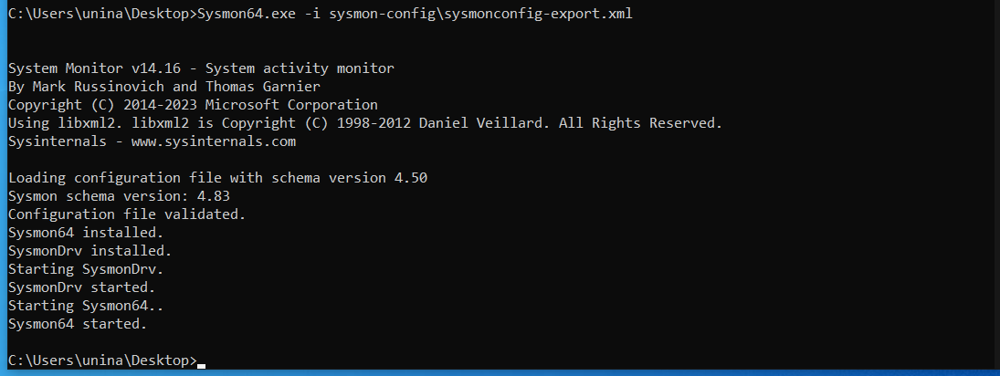 C:\Users\unina\Desktop>Sysmon64.exe -i sysmon-config\sysmonconfig-export.xml
System Monitor v14.16 - System activity monitor
By Mark Russinovich and Thomas Garnier
Copyright (C) 2014-2023 Microsoft Corporation
Using libxml2. libxml2 is Copyright (C) 1998-2012 Daniel Veillard. All Rights Reserved.
Sysinternals - www.sysinternals.com
Loading configuration file with schema version 4.50
Sysmon schema version: 4.83
Configuration file validated.
Sysmon64 installed.
SysmonDrv installed.
Starting SysmonDrv.
SysmonDrv started.
Starting Sysmon64..
Sysmon64 started.
C:\Users\unina\Desktop>